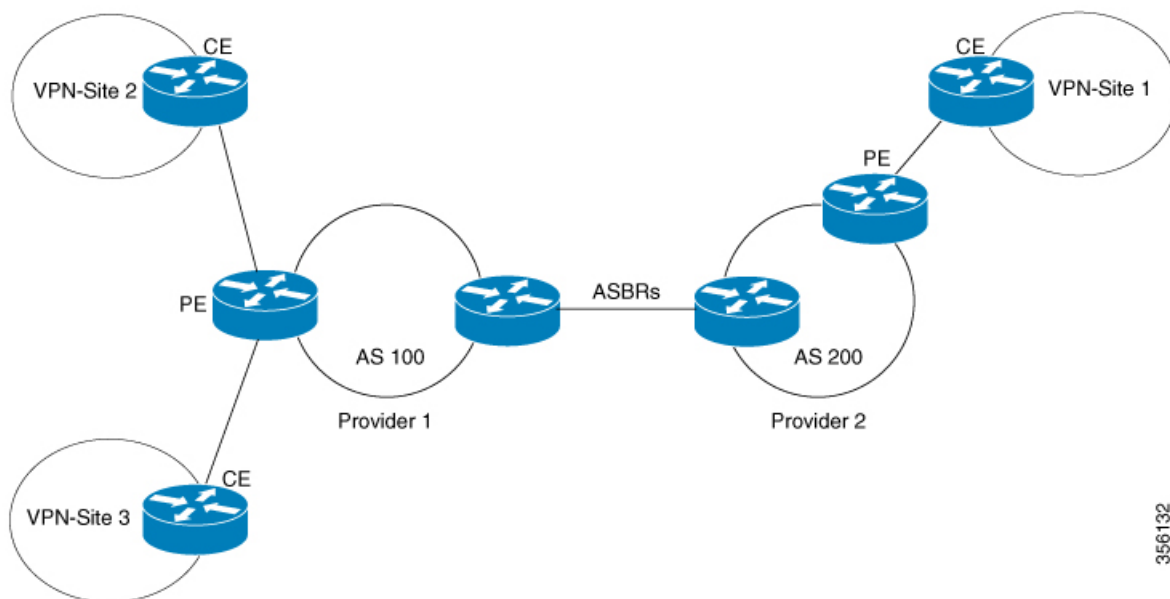 CE
VPN-Site 2
CE
VPN-Site 1
PE
PE
ASBRs
AS 100
AS 200
Provider 1
Provider 2
CE
VPN-Site 3
356132